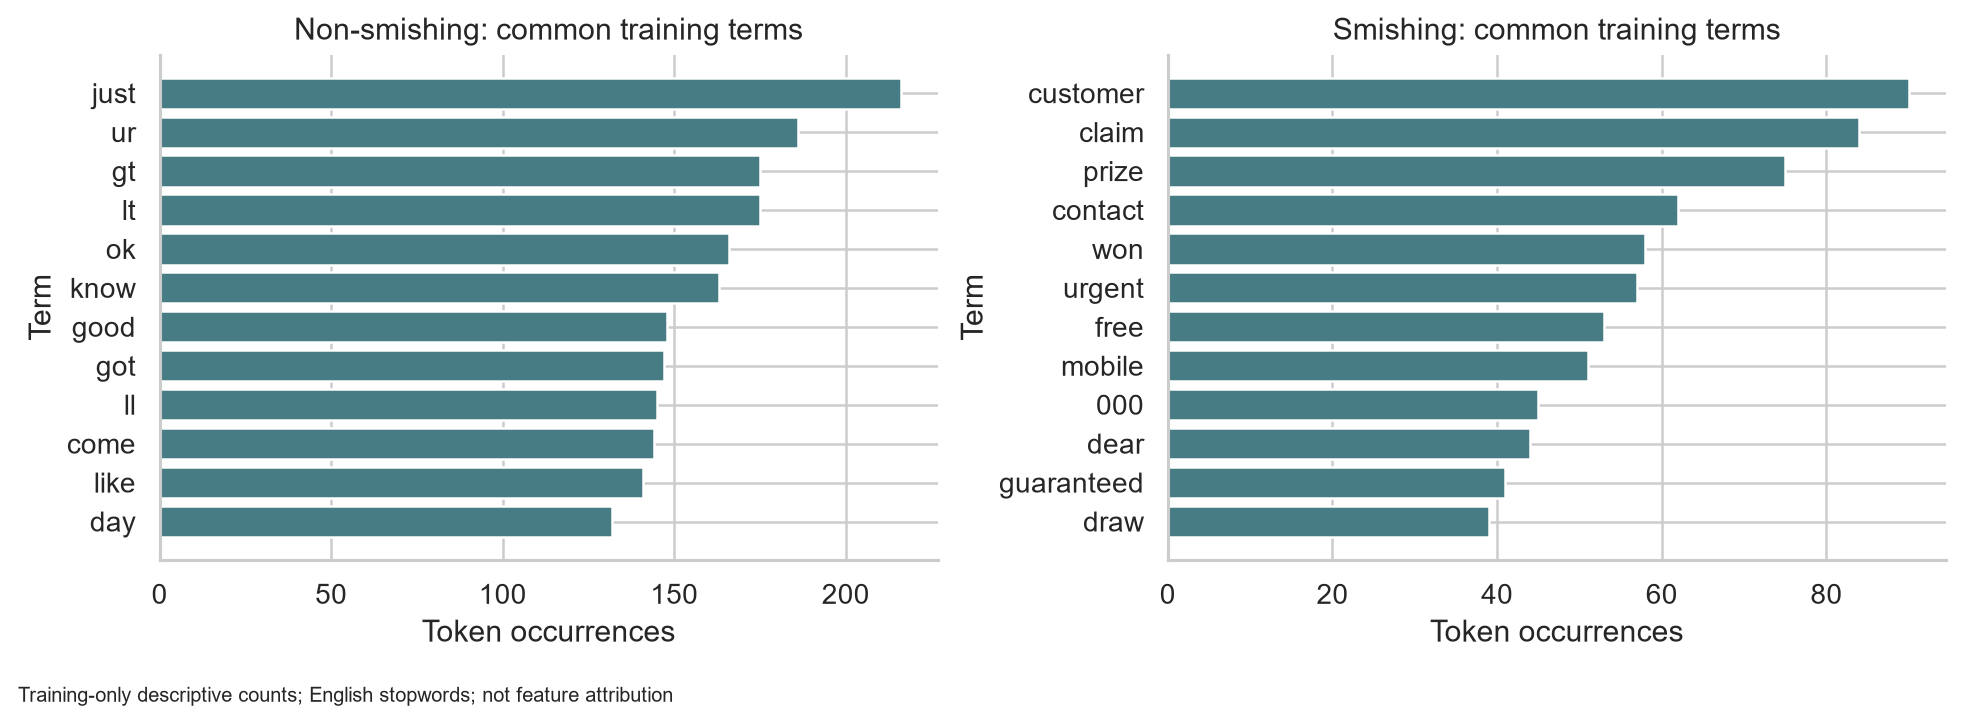 Non-smishing: common training terms
Term
just
ur
gt
lt
ok
know
good
got
ll
come
like
day
0 50 100 150 200
Token occurrences
Smishing: common training terms
Term
customer
claim
prize
contact
won
urgent
free
mobile
000
dear
guaranteed
draw
0 20 40 60 80
Token occurrences
Training-only descriptive counts; English stopwords; not feature attribution